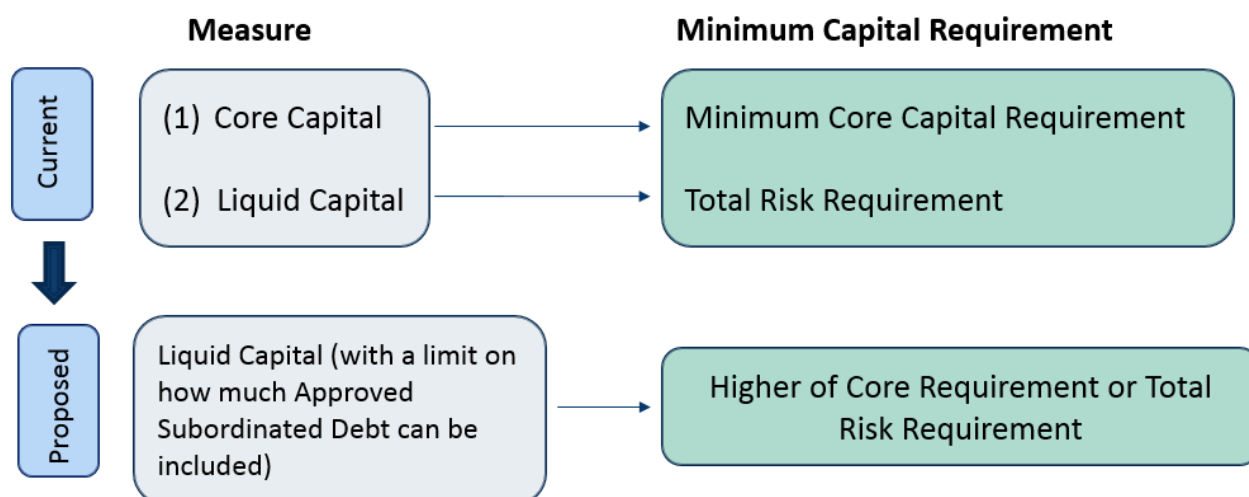 Measure
Minimum Capital Requirement
Current
(1) Core Capital
Minimum Core Capital Requirement
(2) Liquid Capital
Total Risk Requirement
Proposed
Liquid Capital (with a limit on
how much Approved
Subordinated Debt can be
included)
Higher of Core Requirement or Total
Risk Requirement